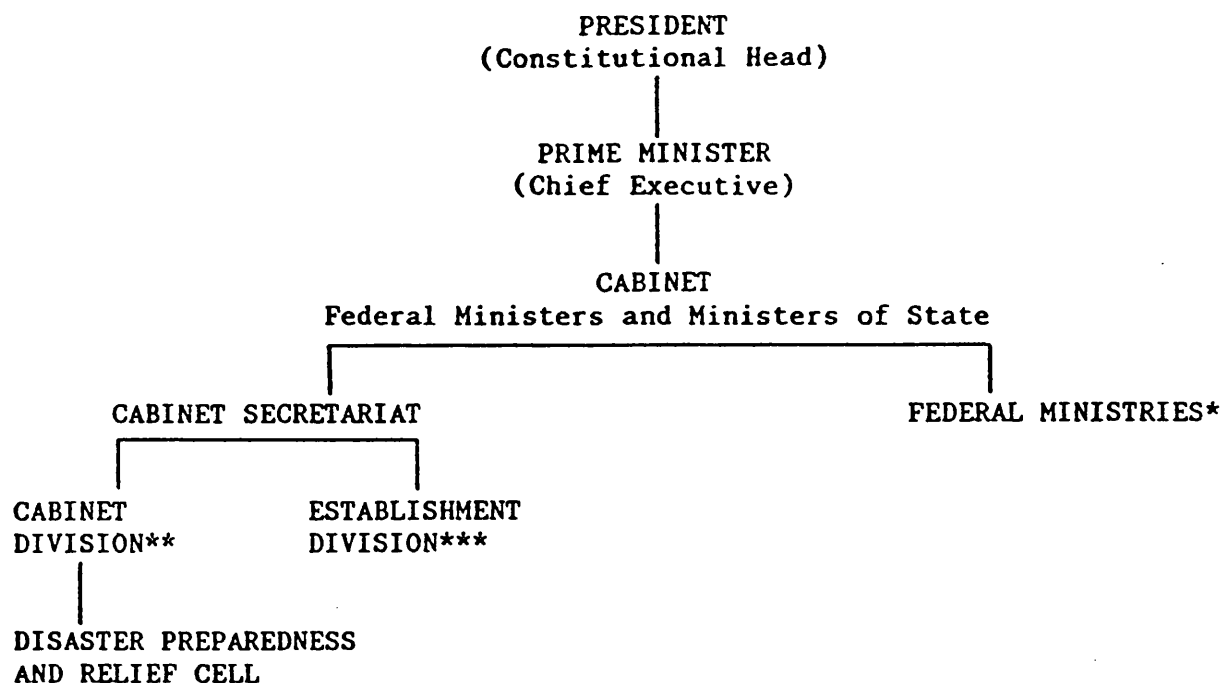 PRESIDENT
(Constitutional Head)
PRIME MINISTER
(Chief Executive)
CABINET
Federal Ministers and Ministers of State
CABINET SECRETARIAT
FEDERAL MINISTRIES*
CABINET
DIVISION**
ESTABLISHMENT
DIVISION***
DISASTER PREPAREDNESS
AND RELIEF CELL